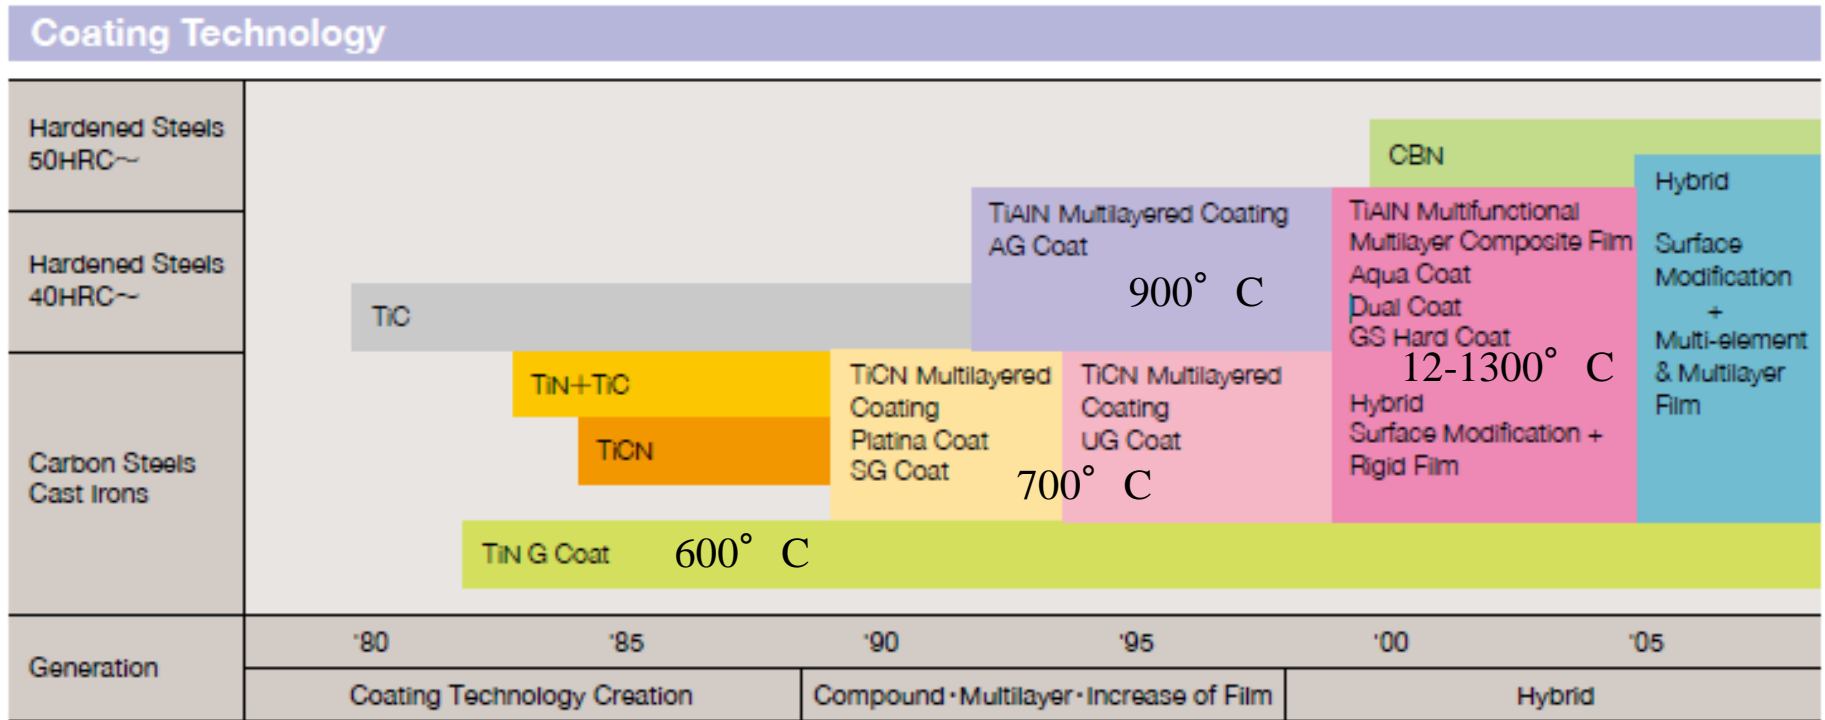 Coating Technology
Hardened Steels
50HRC～
Hardened Steels
40HRC～
Carbon Steels
Cast Irons
Generation
CBN
Hybrid
Surface
Modification
+
Multi-element
& Multilayer
Film
TiAlN Multilayered Coating
AG Coat
900° C
TiAlN Multifunctional
Multilayer Composite Film
Aqua Coat
Dual Coat
GS Hard Coat
12-1300° C
Hybrid
Surface Modification +
Rigid Film
TiC
TiN+TiC
TiCN
TiCN Multilayered
Coating
Platina Coat
SG Coat
TiCN Multilayered
Coating
UG Coat
700° C
TiN G Coat 600° C
'80 '85 '90 '95 '00 '05
Coating Technology Creation
Compound・Multilayer・Increase of Film
Hybrid